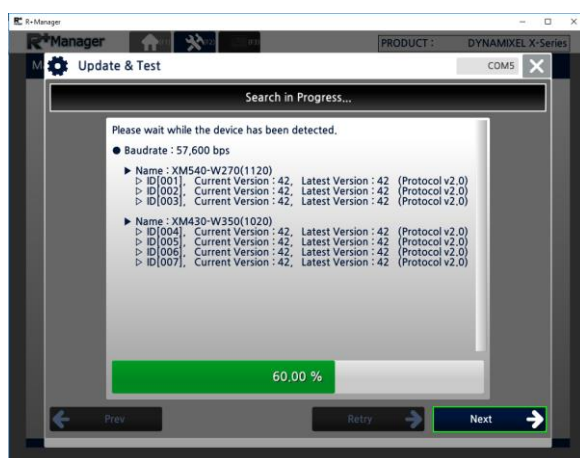 R+Manager
R+Manager
PRODUCT :
DYNAMIXEL X-Series
M
Update & Test
COM5
Search in Progress...
Please wait while the device has been detected.
● Baudrate : 57,600 bps
▶ Name : XM540-W270(1120)
▷ ID[001], Current Version : 42, Latest Version : 42 (Protocol v2.0)
▷ ID[002], Current Version : 42, Latest Version : 42 (Protocol v2.0)
▷ ID[003], Current Version : 42, Latest Version : 42 (Protocol v2.0)
▶ Name : XM430-W350(1020)
▷ ID[004], Current Version : 42, Latest Version : 42 (Protocol v2.0)
▷ ID[005], Current Version : 42, Latest Version : 42 (Protocol v2.0)
▷ ID[006], Current Version : 42, Latest Version : 42 (Protocol v2.0)
▷ ID[007], Current Version : 42, Latest Version : 42 (Protocol v2.0)
60.00 %
Prev
Retry
Next